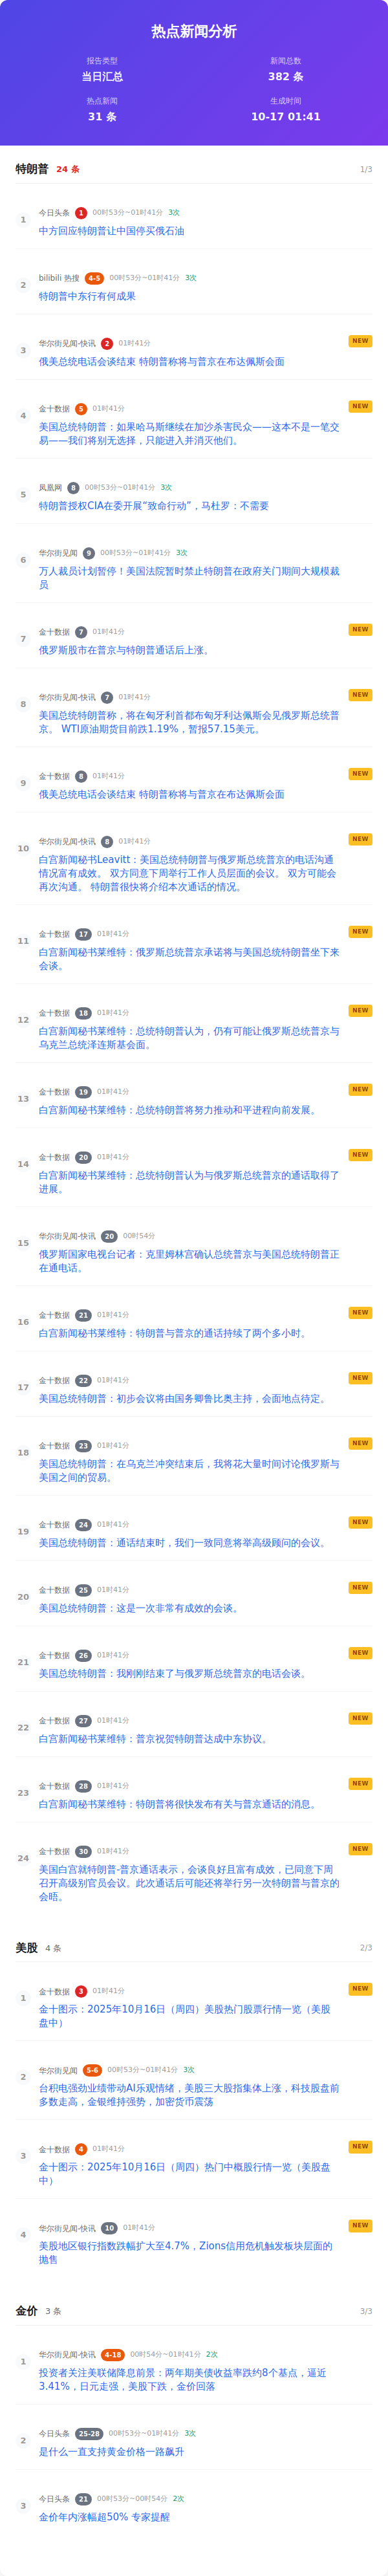 热点新闻分析
报告类型
当日汇总
新闻总数
382 条
热点新闻
31 条
生成时间
10-17 01:41
特朗普 24 条 1/3
1
今日头条 1 00时53分~01时41分 3次
中方回应特朗普让中国停买俄石油
2
bilibili 热搜 4-5 00时53分~01时41分 3次
特朗普中东行有何成果
3
华尔街见闻-快讯 2 01时41分 NEW
俄美总统电话会谈结束 特朗普称将与普京在布达佩斯会面
4
金十数据 5 01时41分 NEW
美国总统特朗普：如果哈马斯继续在加沙杀害民众——这本不是一笔交
易——我们将别无选择，只能进入并消灭他们。
5
凤凰网 8 00时53分~01时41分 3次
特朗普授权CIA在委开展“致命行动”，马杜罗：不需要
6
华尔街见闻 9 00时53分~01时41分 3次
万人裁员计划暂停！美国法院暂时禁止特朗普在政府关门期间大规模裁
员
7
金十数据 7 01时41分 NEW
俄罗斯股市在普京与特朗普通话后上涨。
8
华尔街见闻-快讯 7 01时41分 NEW
美国总统特朗普称，将在匈牙利首都布匈牙利达佩斯会见俄罗斯总统普
京。 WTI原油期货目前跌1.19%，暂报57.15美元。
9
金十数据 8 01时41分 NEW
俄美总统电话会谈结束 特朗普称将与普京在布达佩斯会面
10
华尔街见闻-快讯 8 01时41分 NEW
白宫新闻秘书Leavitt：美国总统特朗普与俄罗斯总统普京的电话沟通
情况富有成效。 双方同意下周举行工作人员层面的会议。 双方可能会
再次沟通。 特朗普很快将介绍本次通话的情况。
11
金十数据 17 01时41分 NEW
白宫新闻秘书莱维特：俄罗斯总统普京承诺将与美国总统特朗普坐下来
会谈。
12
金十数据 18 01时41分 NEW
白宫新闻秘书莱维特：总统特朗普认为，仍有可能让俄罗斯总统普京与
乌克兰总统泽连斯基会面。
13
金十数据 19 01时41分 NEW
白宫新闻秘书莱维特：总统特朗普将努力推动和平进程向前发展。
14
金十数据 20 01时41分 NEW
白宫新闻秘书莱维特：总统特朗普认为与俄罗斯总统普京的通话取得了
进展。
15
华尔街见闻-快讯 20 00时54分
俄罗斯国家电视台记者：克里姆林宫确认总统普京与美国总统特朗普正
在通电话。
16
金十数据 21 01时41分 NEW
白宫新闻秘书莱维特：特朗普与普京的通话持续了两个多小时。
17
金十数据 22 01时41分 NEW
美国总统特朗普：初步会议将由国务卿鲁比奥主持，会面地点待定。
18
金十数据 23 01时41分 NEW
美国总统特朗普：在乌克兰冲突结束后，我将花大量时间讨论俄罗斯与
美国之间的贸易。
19
金十数据 24 01时41分 NEW
美国总统特朗普：通话结束时，我们一致同意将举高级顾问的会议。
20
金十数据 25 01时41分 NEW
美国总统特朗普：这是一次非常有成效的会谈。
21
金十数据 26 01时41分 NEW
美国总统特朗普：我刚刚结束了与俄罗斯总统普京的电话会谈。
22
金十数据 27 01时41分 NEW
白宫新闻秘书莱维特：普京祝贺特朗普达成中东协议。
23
金十数据 28 01时41分 NEW
白宫新闻秘书莱维特：特朗普将很快发布有关与普京通话的消息。
24
金十数据 30 01时41分 NEW
美国白宫就特朗普-普京通话表示，会谈良好且富有成效，已同意下周
召开高级别官员会议。此次通话后可能还将举行另一次特朗普与普京的
会晤。
美股 4 条 2/3
1
金十数据 3 01时41分 NEW
金十图示：2025年10月16日（周四）美股热门股票行情一览（美股
盘中）
2
华尔街见闻 5-6 00时53分~01时41分 3次
台积电强劲业绩带动AI乐观情绪，美股三大股指集体上涨，科技股盘前
多数走高，金银维持强势，加密货币震荡
3
金十数据 4 01时41分 NEW
金十图示：2025年10月16日（周四）热门中概股行情一览（美股盘
中）
4
华尔街见闻-快讯 10 01时41分 NEW
美股地区银行指数跌幅扩大至4.7%，Zions信用危机触发板块层面的
抛售
金价 3 条 3/3
1
华尔街见闻-快讯 4-18 00时54分~01时41分 2次
投资者关注美联储降息前景：两年期美债收益率跌约8个基点，逼近
3.41%，日元走强，美股下跌，金价回落
2
今日头条 25-28 00时53分~01时41分 3次
是什么一直支持黄金价格一路飙升
3
今日头条 21 00时53分~00时54分 2次
金价年内涨幅超50% 专家提醒